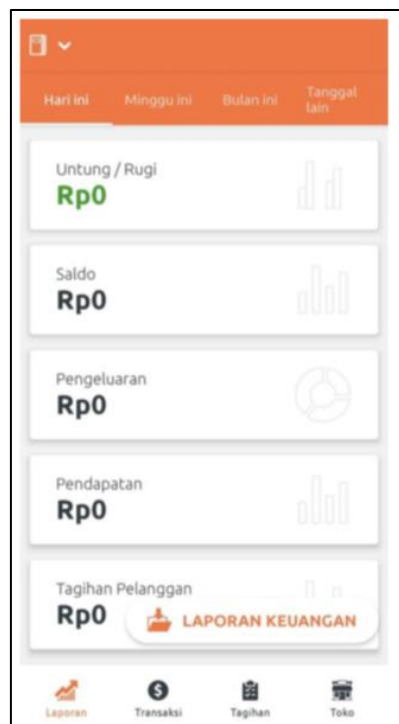 Hari ini
Minggu ini
Bulan ini
Tanggal
lain
Untung / Rugi
Rp0
Saldo
Rp0
Pengeluaran
Rp0
Pendapatan
Rp0
Tagihan Pelanggan
Rp0
LAPORAN KEUANGAN
Laporan
Transaksi
Tagihan
Toko